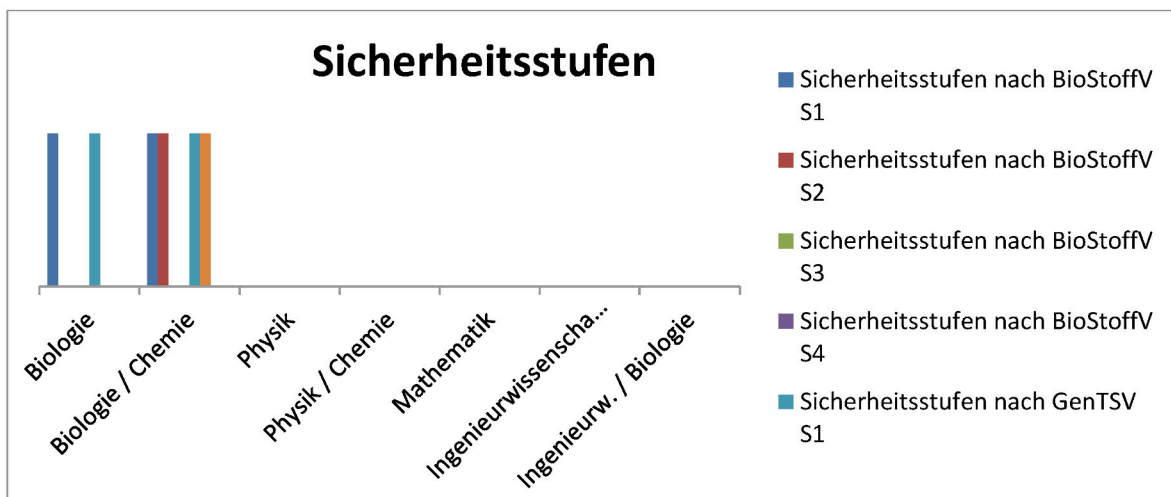 Sicherheitsstufen
Sicherheitsstufen nach BioStoffV
S1
Sicherheitsstufen nach BioStoffV
S2
Sicherheitsstufen nach BioStoffV
S3
Sicherheitsstufen nach BioStoffV
S4
Sicherheitsstufen nach GenTSV
S1
Biologie
Biologie / Chemie
Physik
Physik / Chemie
Mathematik
Ingenieurwissenscha...
Ingenieurw. / Biologie